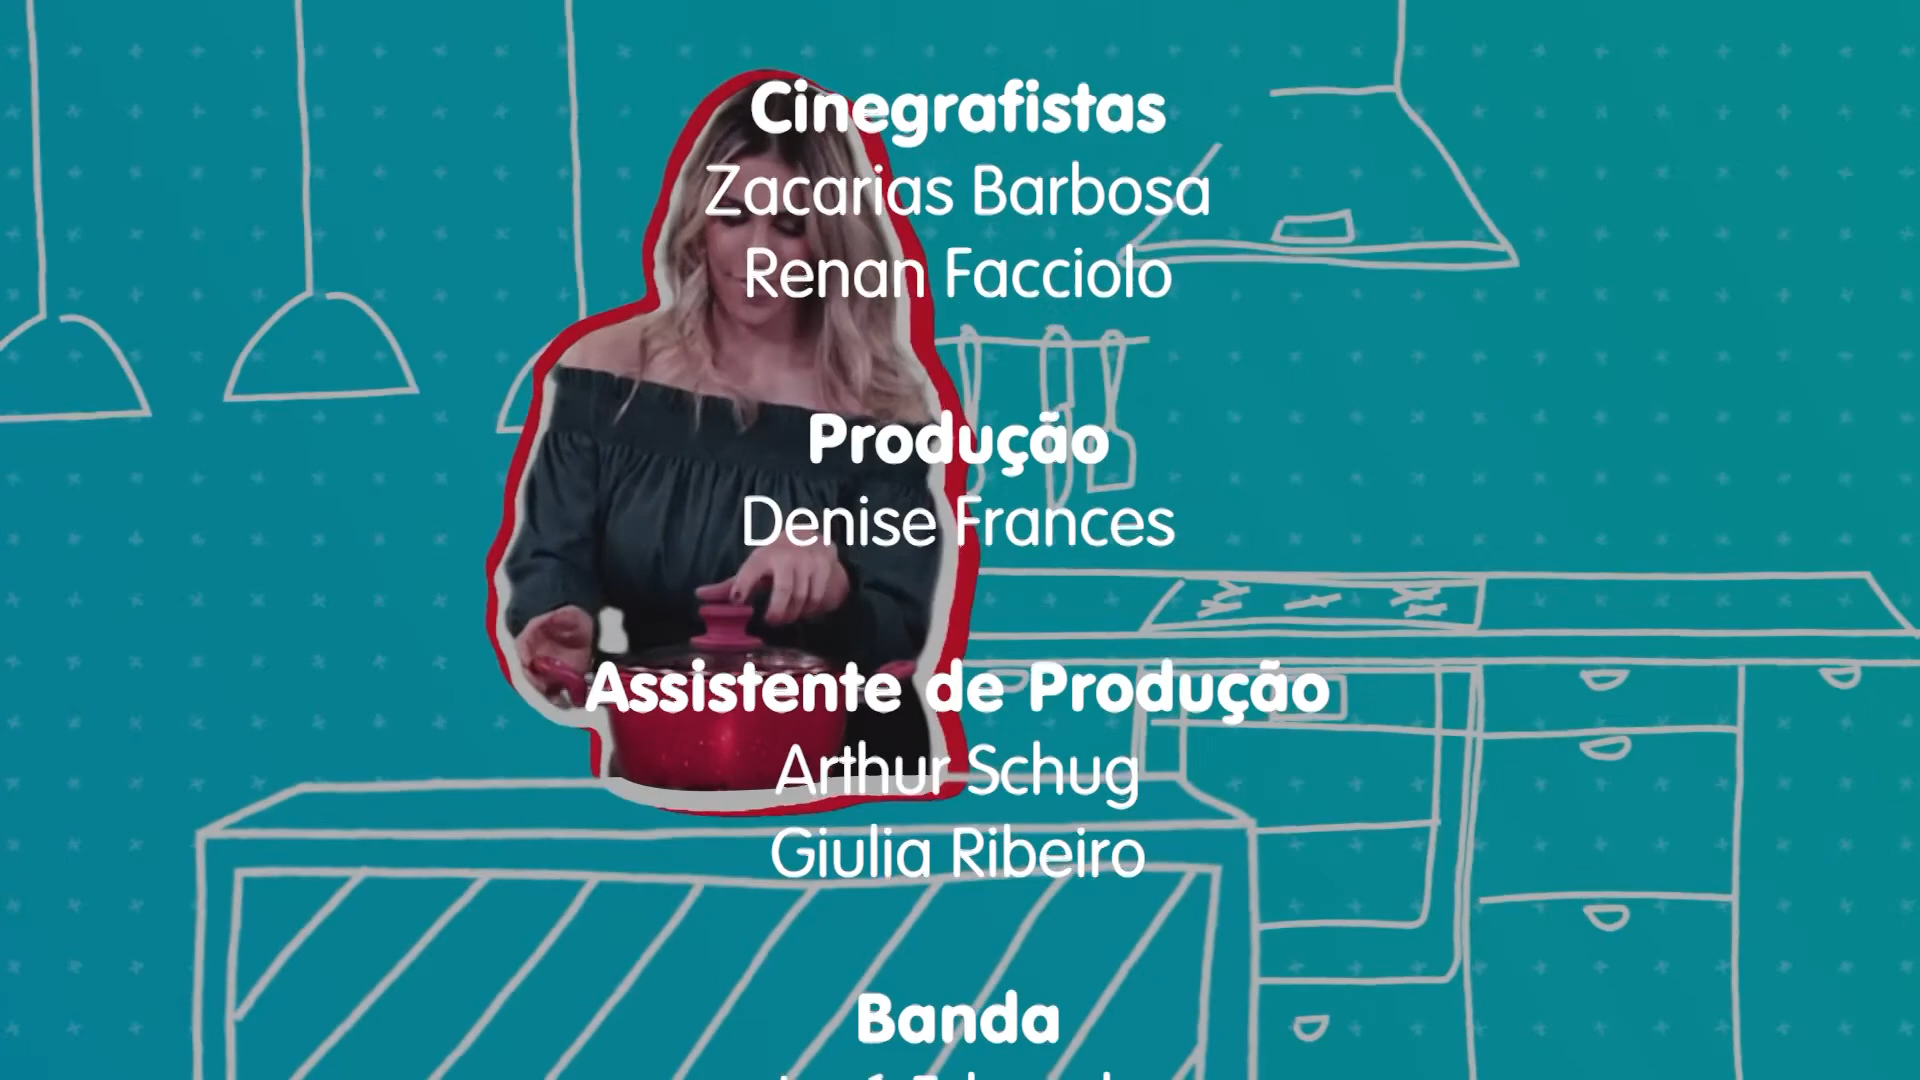 Cinegrafistas
Zacarias Barbosa
Renan Facciolo
Produção
Denise Frances
Assistente de Produção
Arthur Schug
Giulia Ribeiro
Banda